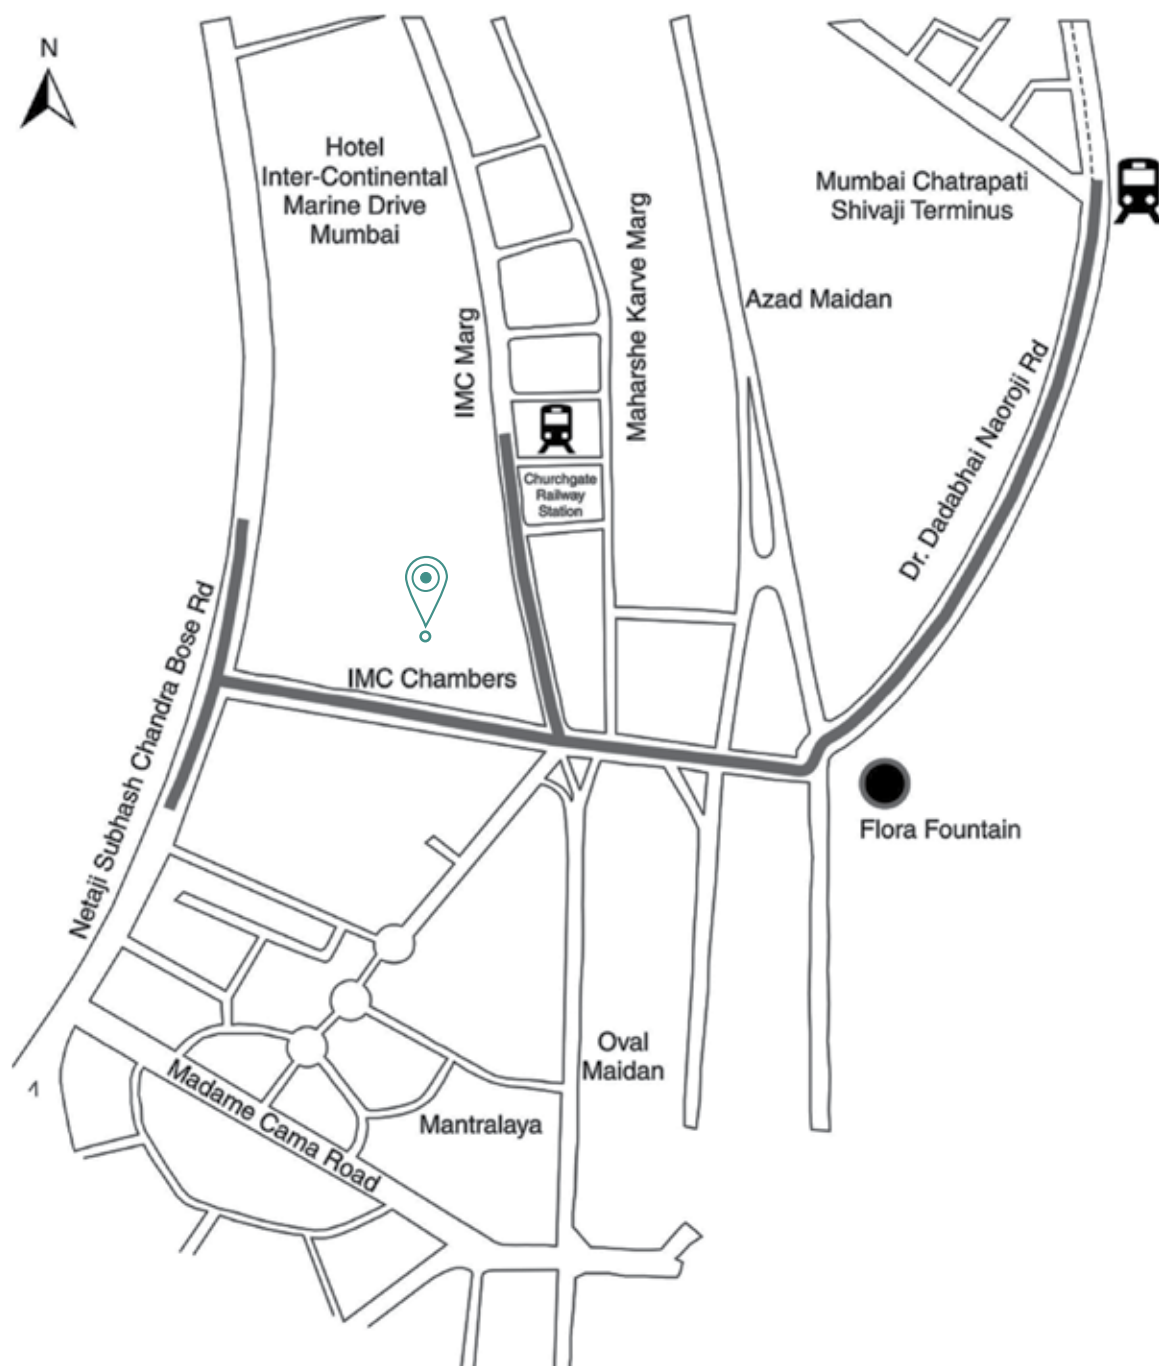 N
Hotel
Inter-Continental
Marine Drive
Mumbai
Mumbai Chatrapati
Shivaji Terminus
Maharshe Karve Marg
Azad Maidan
IMC Marg
Dr. Dadabhai Naoroji Rd
Churchgate
Railway
Station
Netaji Subhash Chandra Bose Rd
IMC Chambers
Flora Fountain
Oval
Maidan
Madame Cama Road
Mantralaya